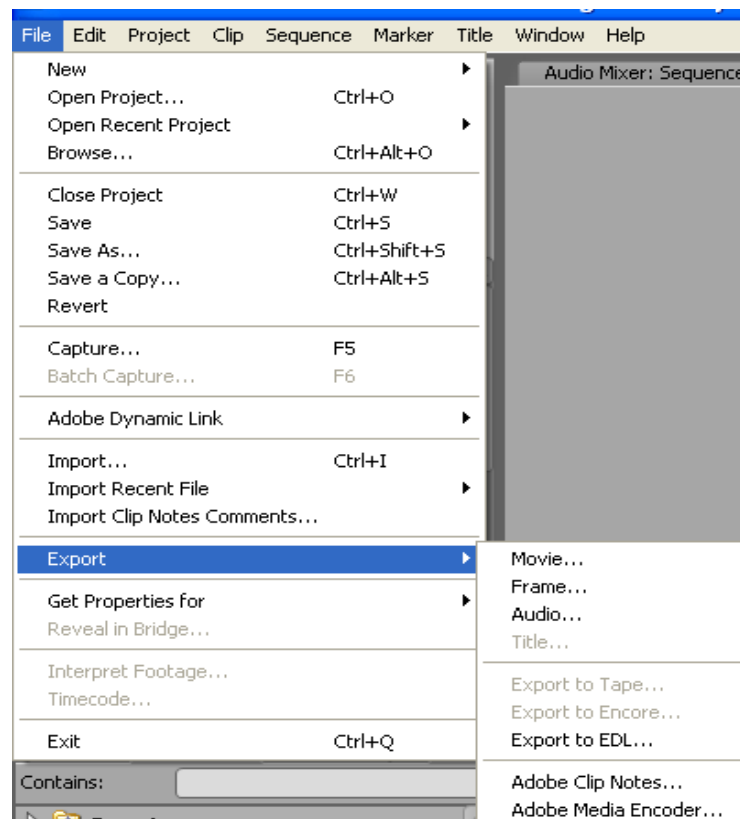 File Edit Project Clip Sequence Marker Title Window Help
Audio Mixer: Sequence
New
Open Project... Ctrl+O
Open Recent Project
Browse... Ctrl+Alt+O
Close Project Ctrl+W
Save Ctrl+S
Save As... Ctrl+Shift+S
Save a Copy... Ctrl+Alt+S
Revert
Capture... F5
Batch Capture... F6
Adobe Dynamic Link
Import... Ctrl+I
Import Recent File
Import Clip Notes Comments...
Export
Get Properties for
Reveal in Bridge...
Interpret Footage...
Timecode...
Exit Ctrl+Q
Movie...
Frame...
Audio...
Title...
Export to Tape...
Export to Encore...
Export to EDL...
Adobe Clip Notes...
Adobe Media Encoder...
Contains: